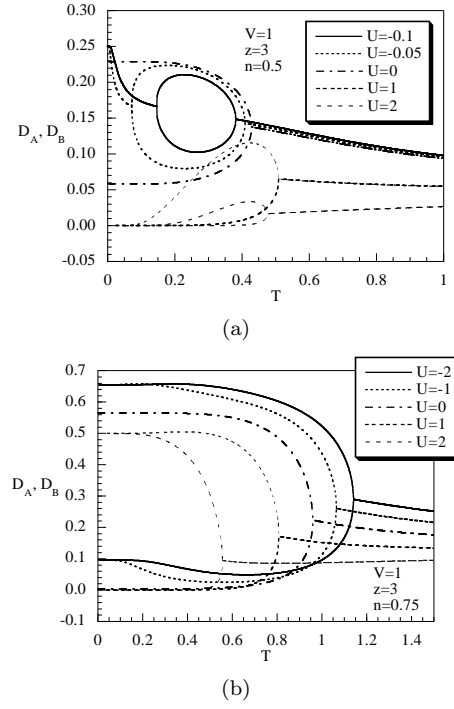 0.30
0.25
0.20
0.15
0.10
0.05
0.00
-0.05
D_A, D_B
V=1
z=3
n=0.5
U=-0.1
U=-0.05
U=0
U=1
U=2
0 0.2 0.4 0.6 0.8 1
T
(a)
0.7
0.6
0.5
0.4
0.3
0.2
0.1
0.0
-0.1
D_A, D_B
U=-2
U=-1
U=0
U=1
U=2
V=1
z=3
n=0.75
0 0.2 0.4 0.6 0.8 1 1.2 1.4
T
(b)